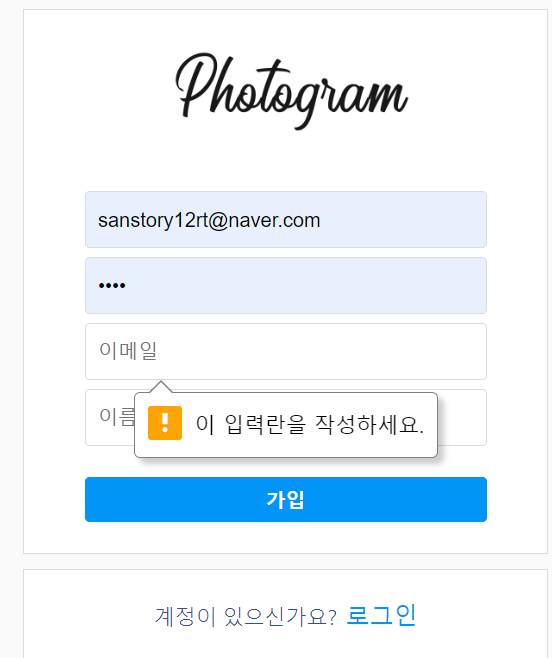 Photogram
sanstory12rt@naver.com
••••
이메일
이름
이 입력란을 작성하세요.
가입
계정이 있으신가요? 로그인